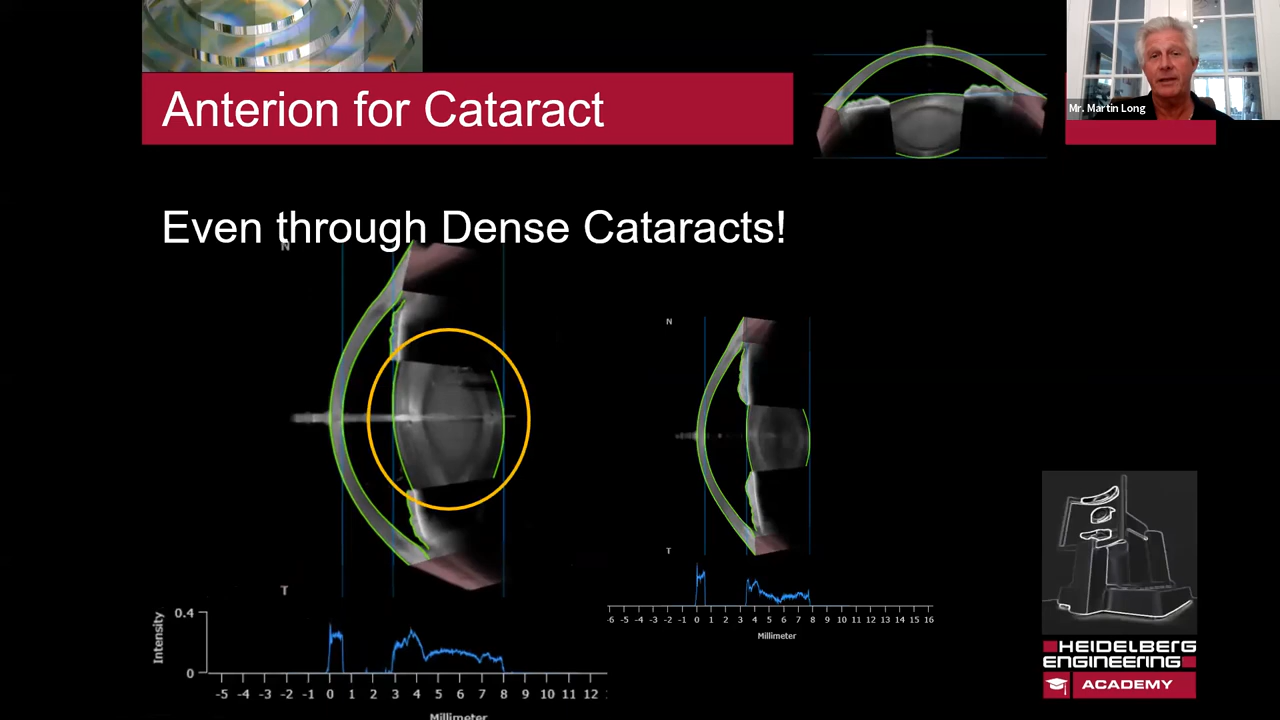 Anterion for Cataract
Mr. Martin Long
Even through Dense Cataracts!
N
T
0.4
Intensity
0
-5 -4 -3 -2 -1 0 1 2 3 4 5 6 7 8 9 10 11 12
Millimeter
N
T
-6 -5 -4 -3 -2 -1 0 1 2 3 4 5 6 7 8 9 10 11 12 13 14 15 16
Millimeter
HEIDELBERG
ENGINEERING
ACADEMY